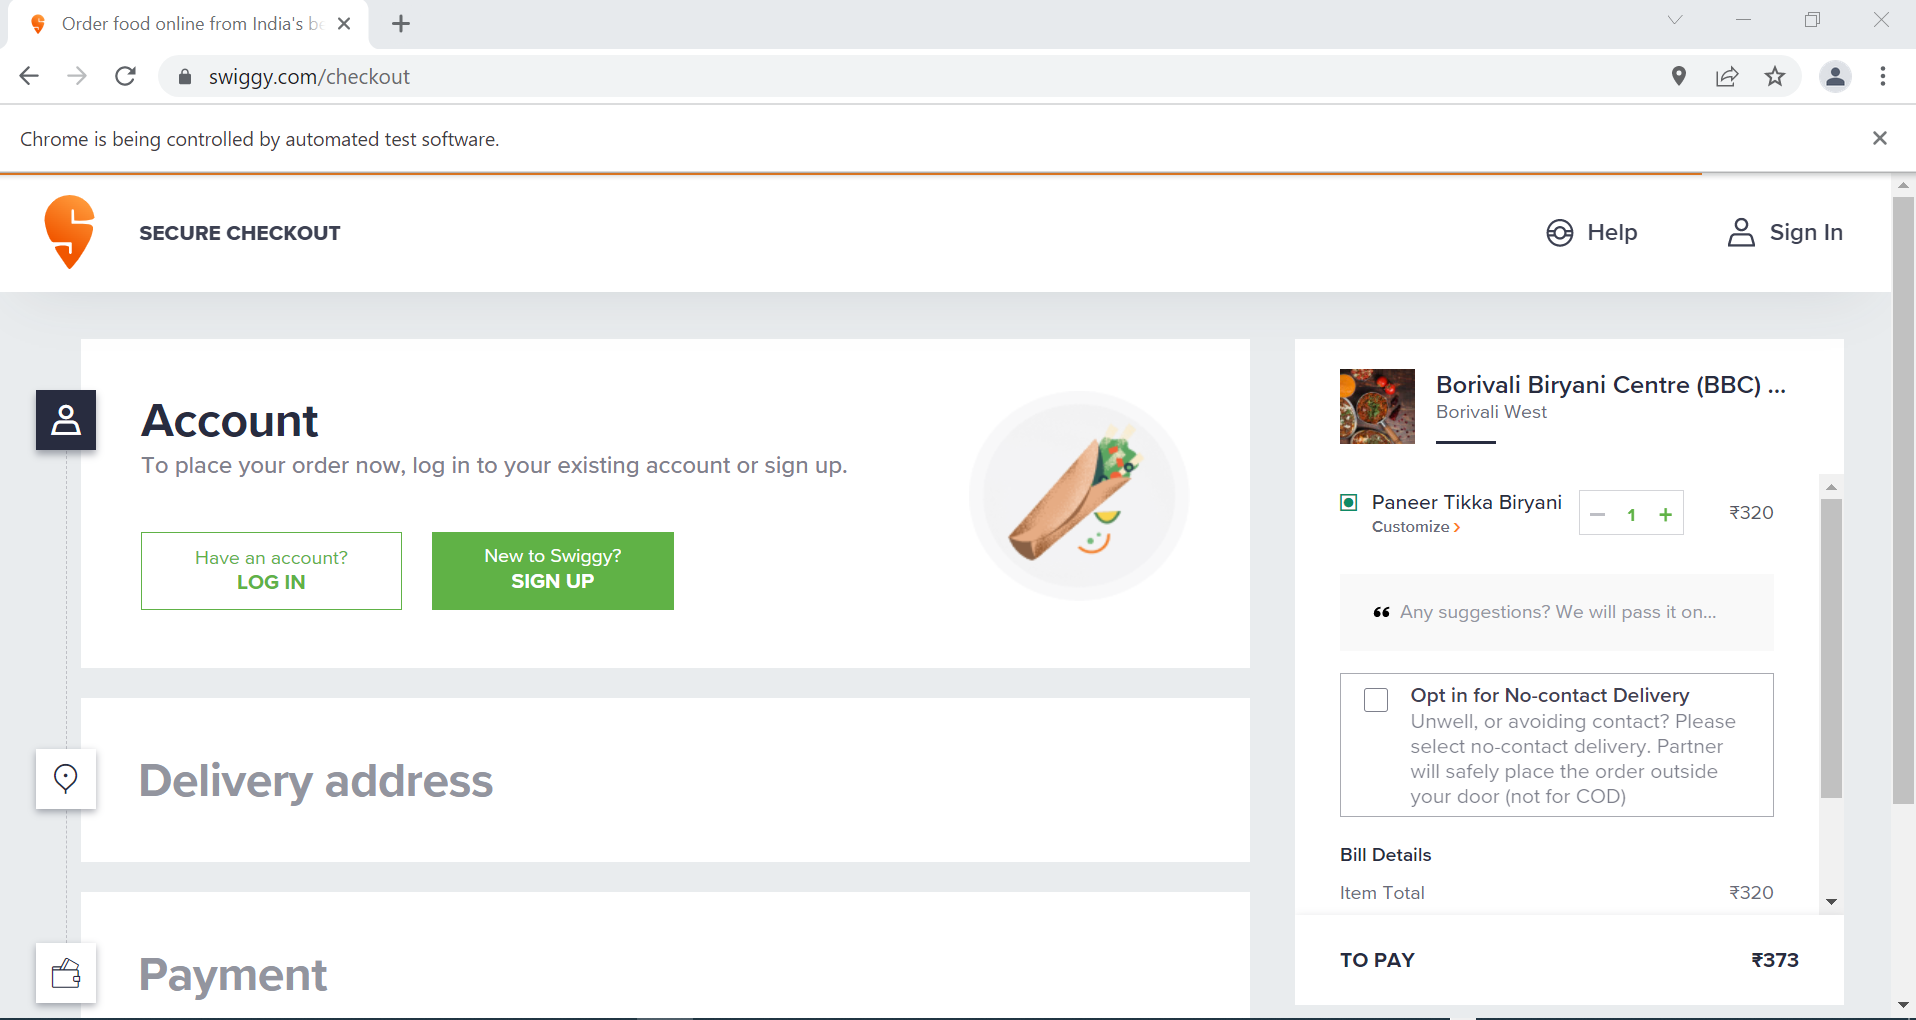 Order food online from India's be
swiggy.com/checkout
Chrome is being controlled by automated test software.
SECURE CHECKOUT
Help
Sign In
Account
To place your order now, log in to your existing account or sign up.
Have an account?
LOG IN
New to Swiggy?
SIGN UP
Delivery address
Payment
Borivali Biryani Centre (BBC) ...
Borivali West
Paneer Tikka Biryani
Customize >
1
₹320
Any suggestions? We will pass it on...
Opt in for No-contact Delivery
Unwell, or avoiding contact? Please
select no-contact delivery. Partner
will safely place the order outside
your door (not for COD)
Bill Details
Item Total ₹320
TO PAY ₹373